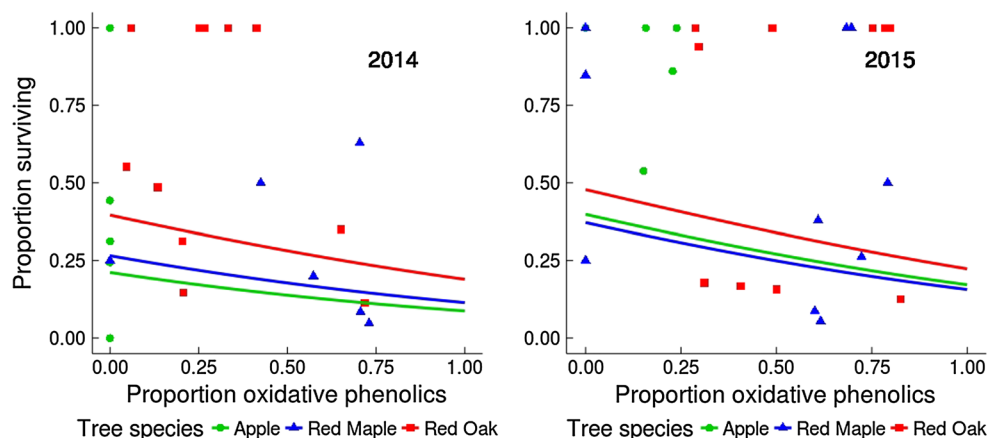 2014
2015
Proportion surviving
1.00
0.75
0.50
0.25
0.00
1.00
0.75
0.50
0.25
0.00
0.00 0.25 0.50 0.75 1.00
0.00 0.25 0.50 0.75 1.00
Proportion oxidative phenolics
Proportion oxidative phenolics
Tree species Apple Red Maple Red Oak
Tree species Apple Red Maple Red Oak